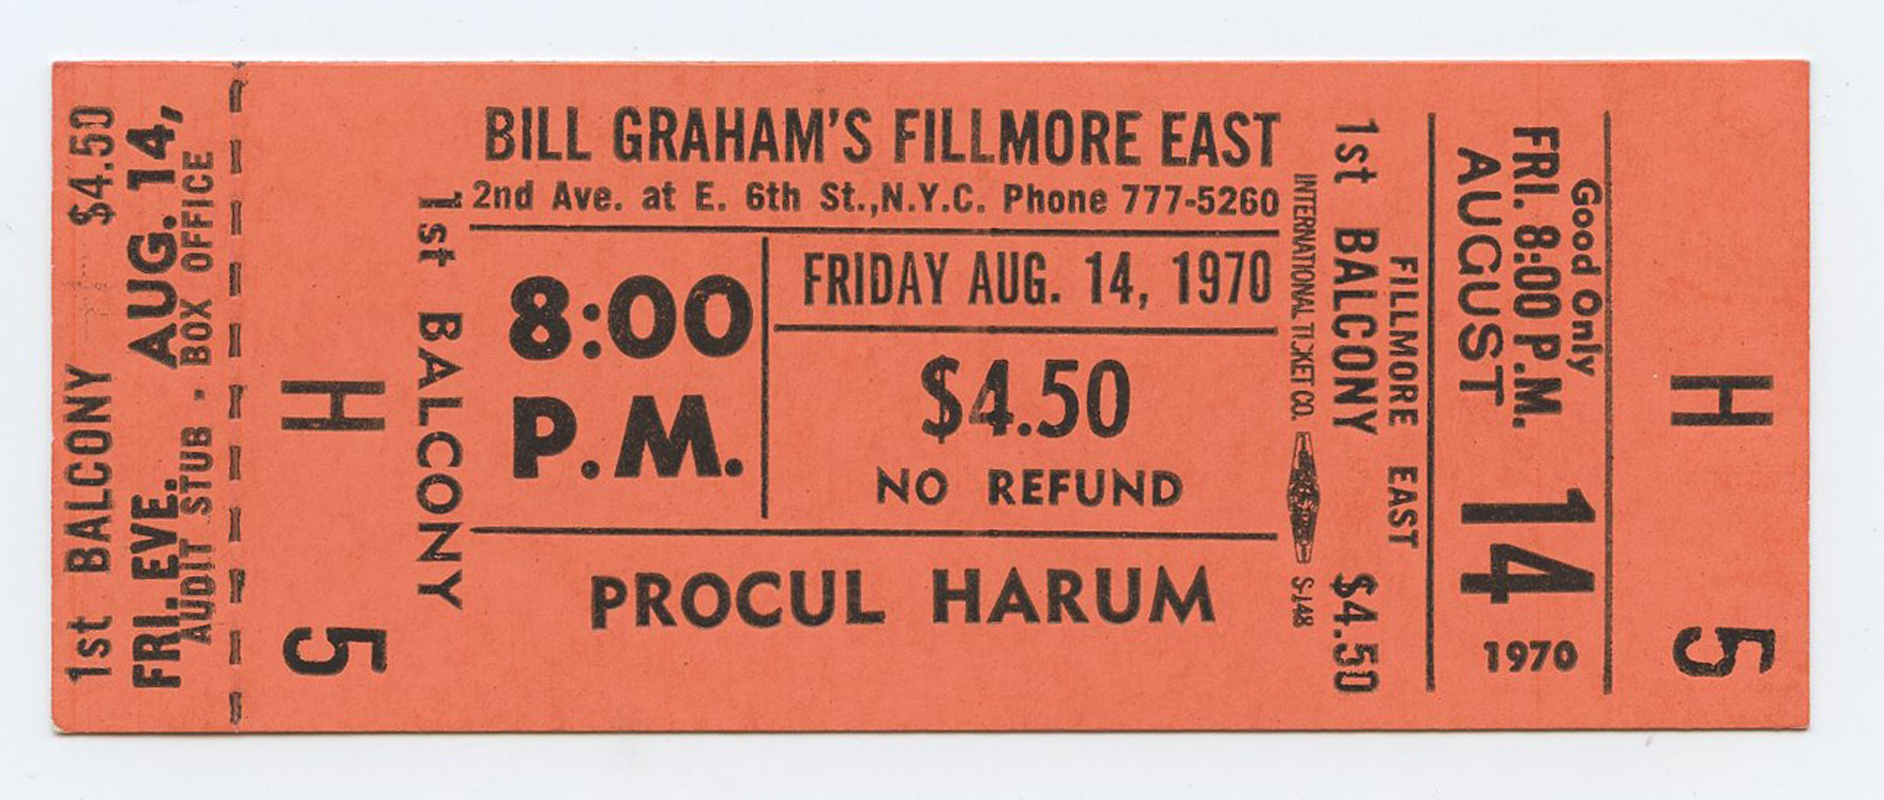 1st BALCONY $4.50
FRI. EVE. AUG. 14,
AUDIT STUB - BOX OFFICE
H 5
1st BALCONY
BILL GRAHAM'S FILLMORE EAST
2nd Ave. at E. 6th St.,N.Y.C. Phone 777-5260
8:00
P.M.
FRIDAY AUG. 14, 1970
$4.50
NO REFUND
PROCUL HARUM
INTERNATIONAL TICKET CO. S-148
1st BALCONY $4.50
FILLMORE EAST
Good Only
FRI. 8:00 P.M.
AUGUST
14
1970
H 5